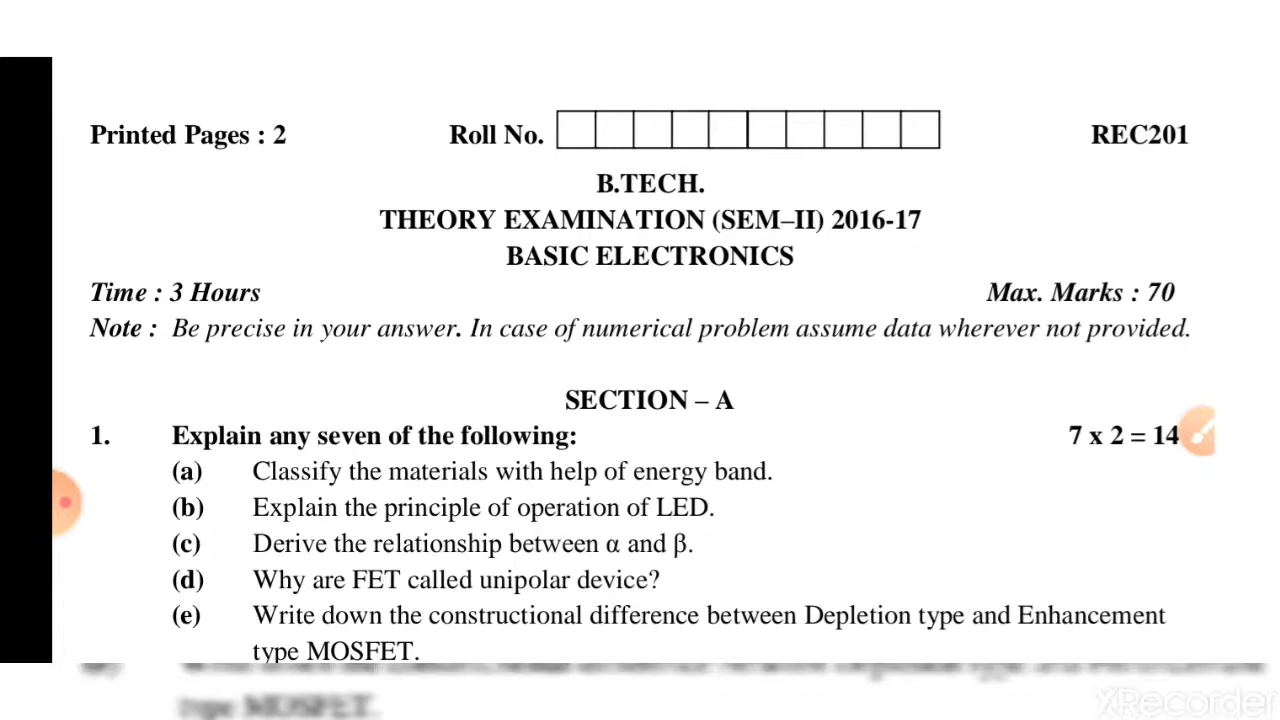 Printed Pages : 2 Roll No. REC201
B.TECH.
THEORY EXAMINATION (SEM–II) 2016-17
BASIC ELECTRONICS
Time : 3 Hours Max. Marks : 70
Note : Be precise in your answer. In case of numerical problem assume data wherever not provided.
SECTION – A
1. Explain any seven of the following: 7 x 2 = 14
(a) Classify the materials with help of energy band.
(b) Explain the principle of operation of LED.
(c) Derive the relationship between α and β.
(d) Why are FET called unipolar device?
(e) Write down the constructional difference between Depletion type and Enhancement
type MOSFET.
type MOSFET.
XRecorder